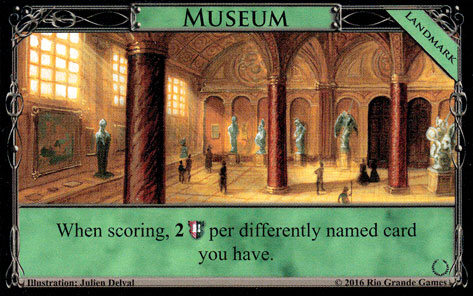 MUSEUM
LANDMARK
When scoring, 2 per differently named card
you have.
Illustration: Julien Delval
© 2016 Rio Grande Games